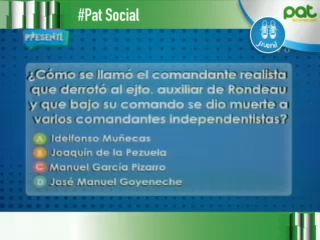 #Pat Social
pat
PRESENTE
Juvenil
¿Cómo se llamó el comandante realista
que derrotó al ejto. auxiliar de Rondeau
y que bajo su comando se dio muerte a
varios comandantes independentistas?
A Idelfonso Muñecas
B Joaquín de la Pezuela
C Manuel García Pizarro
D José Manuel Goyeneche